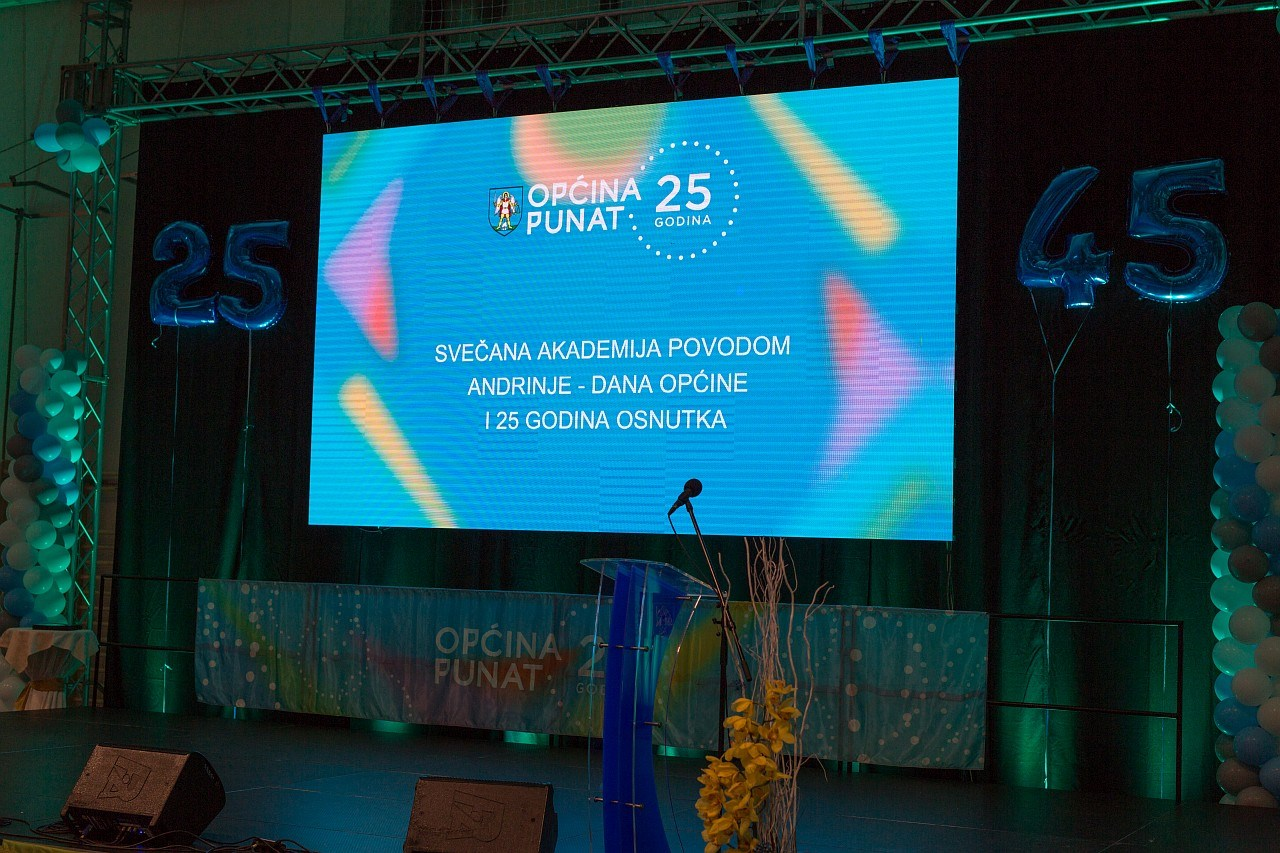 OPĆINA
PUNAT
25
GODINA
25
45
SVEČANA AKADEMIJA POVODOM
ANDRINJE - DANA OPĆINE
I 25 GODINA OSNUTKA
OPĆINA
PUNAT